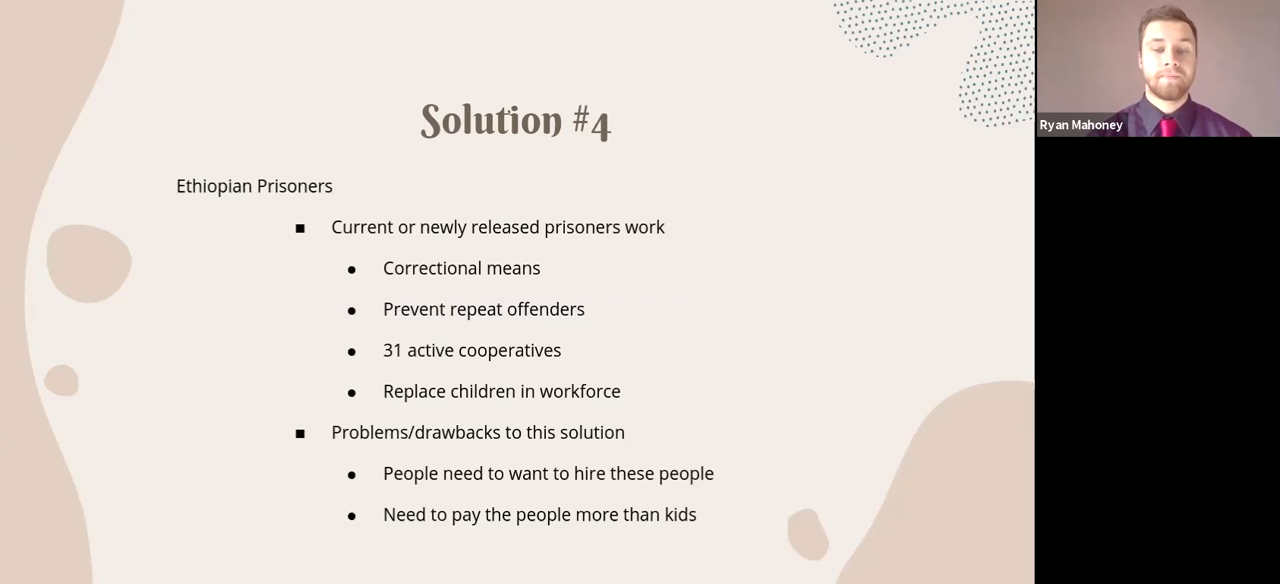 Solution #4
Ryan Mahoney
Ethiopian Prisoners
■ Current or newly released prisoners work
● Correctional means
● Prevent repeat offenders
● 31 active cooperatives
● Replace children in workforce
■ Problems/drawbacks to this solution
● People need to want to hire these people
● Need to pay the people more than kids